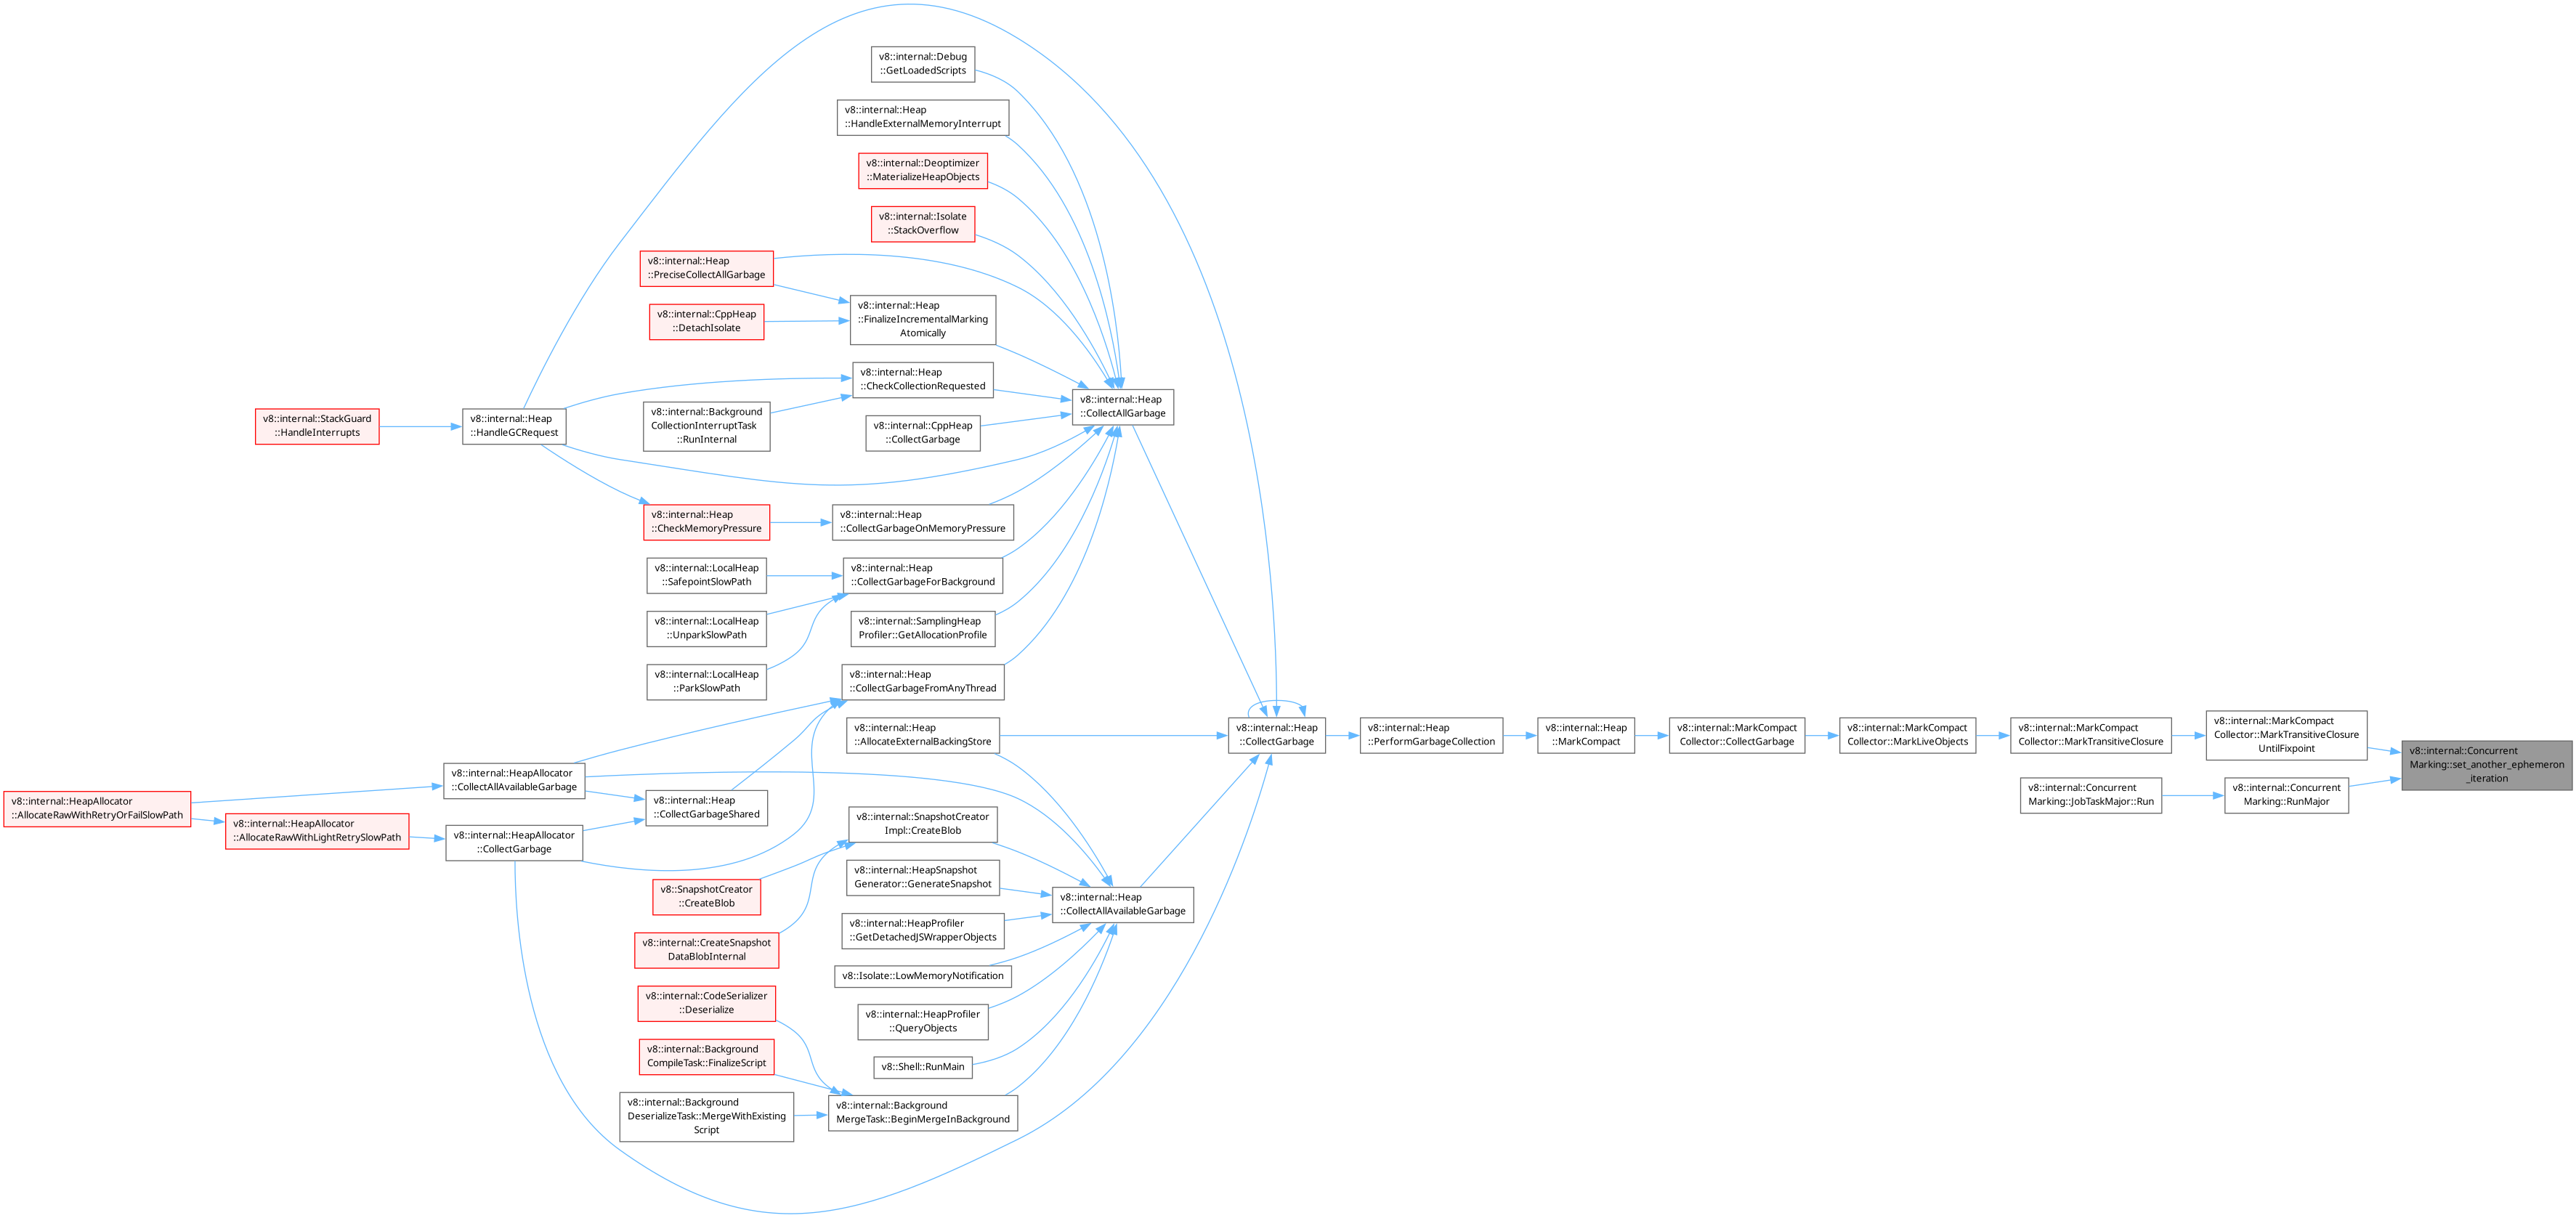 v8::internal::Debug
::GetLoadedScripts
v8::internal::Heap
::HandleExternalMemoryInterrupt
v8::internal::Deoptimizer
::MaterializeHeapObjects
v8::internal::Isolate
::StackOverflow
v8::internal::Heap
::PreciseCollectAllGarbage
v8::internal::Heap
::FinalizeIncrementalMarking
Atomically
v8::internal::CppHeap
::DetachIsolate
v8::internal::Heap
::CheckCollectionRequested
v8::internal::Heap
::CollectAllGarbage
v8::internal::StackGuard
::HandleInterrupts
v8::internal::Heap
::HandleGCRequest
v8::internal::Background
CollectionInterruptTask
::RunInternal
v8::internal::CppHeap
::CollectGarbage
v8::internal::Heap
::CheckMemoryPressure
v8::internal::Heap
::CollectGarbageOnMemoryPressure
v8::internal::LocalHeap
::SafepointSlowPath
v8::internal::Heap
::CollectGarbageForBackground
v8::internal::LocalHeap
::UnparkSlowPath
v8::internal::SamplingHeap
Profiler::GetAllocationProfile
v8::internal::LocalHeap
::ParkSlowPath
v8::internal::Heap
::CollectGarbageFromAnyThread
v8::internal::Heap
::AllocateExternalBackingStore
v8::internal::Heap
::CollectGarbage
v8::internal::Heap
::PerformGarbageCollection
v8::internal::Heap
::MarkCompact
v8::internal::MarkCompact
Collector::CollectGarbage
v8::internal::MarkCompact
Collector::MarkLiveObjects
v8::internal::MarkCompact
Collector::MarkTransitiveClosure
v8::internal::MarkCompact
Collector::MarkTransitiveClosure
UntilFixpoint
v8::internal::Concurrent
Marking::set_another_ephemeron
_iteration
v8::internal::Concurrent
Marking::JobTaskMajor::Run
v8::internal::Concurrent
Marking::RunMajor
v8::internal::HeapAllocator
::AllocateRawWithRetryOrFailSlowPath
v8::internal::HeapAllocator
::CollectAllAvailableGarbage
v8::internal::Heap
::CollectGarbageShared
v8::internal::HeapAllocator
::AllocateRawWithLightRetrySlowPath
v8::internal::HeapAllocator
::CollectGarbage
v8::internal::SnapshotCreator
Impl::CreateBlob
v8::SnapshotCreator
::CreateBlob
v8::internal::HeapSnapshot
Generator::GenerateSnapshot
v8::internal::Heap
::CollectAllAvailableGarbage
v8::internal::HeapProfiler
::GetDetachedJSWrapperObjects
v8::internal::CreateSnapshot
DataBlobInternal
v8::Isolate::LowMemoryNotification
v8::internal::CodeSerializer
::Deserialize
v8::internal::HeapProfiler
::QueryObjects
v8::internal::Background
CompileTask::FinalizeScript
v8::Shell::RunMain
v8::internal::Background
DeserializeTask::MergeWithExisting
Script
v8::internal::Background
MergeTask::BeginMergeInBackground